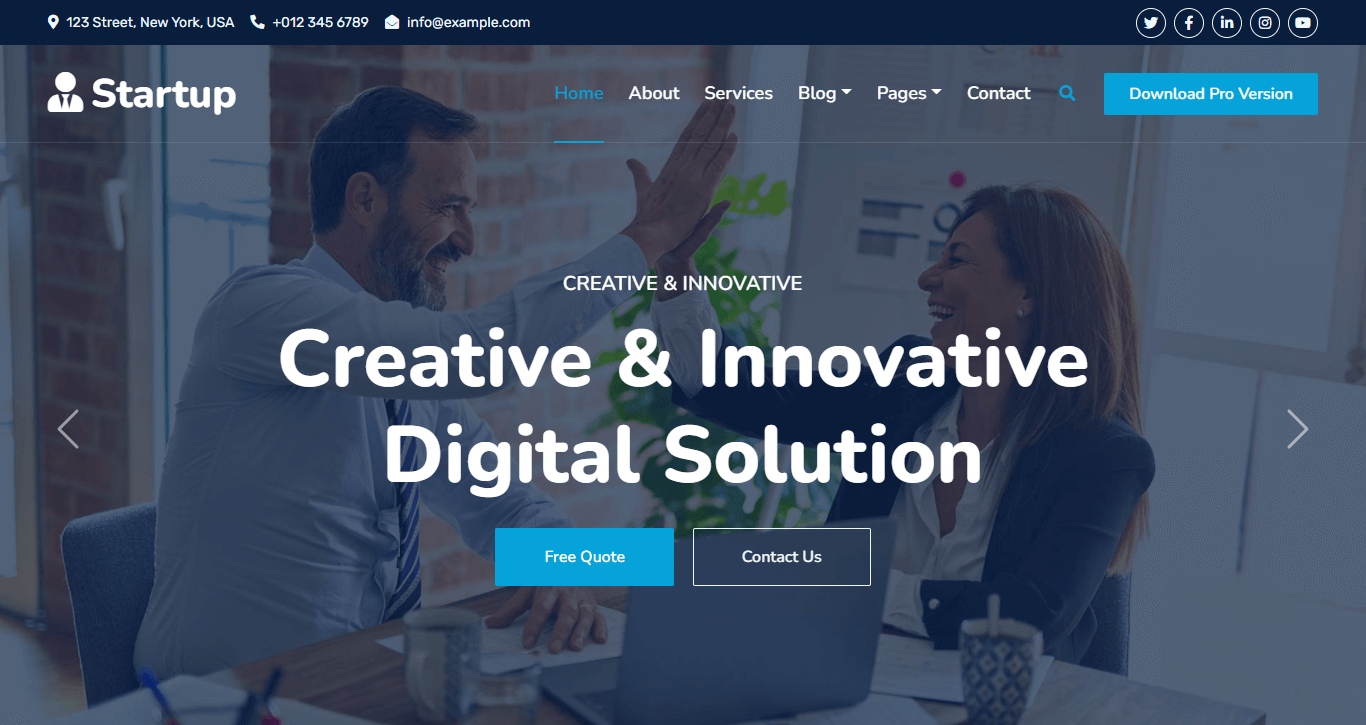 123 Street, New York, USA +012 345 6789 info@example.com
Startup
Home About Services Blog Pages Contact Download Pro Version
CREATIVE & INNOVATIVE
Creative & Innovative
Digital Solution
Free Quote Contact Us